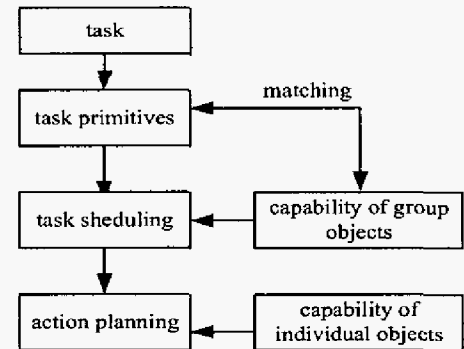 task
matching
task primitives
task sheduling
capability of group
objects
action planning
capability of
individual objects